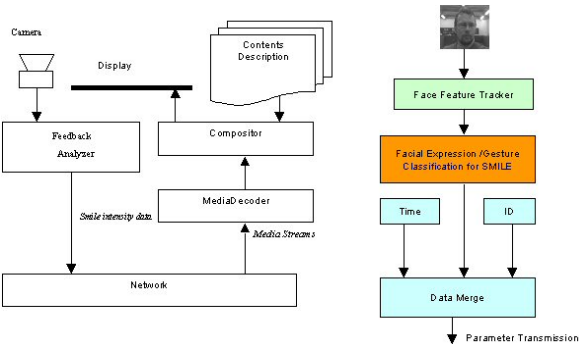 Camera
Display
Contents
Description
Feedback
Analyzer
Compositor
MediaDecoder
Smile intensity data.
Media Streams
Network
Face Feature Tracker
Facial Expression /Gesture
Classification for SMILE
Time
ID
Data Merge
Parameter Transmission